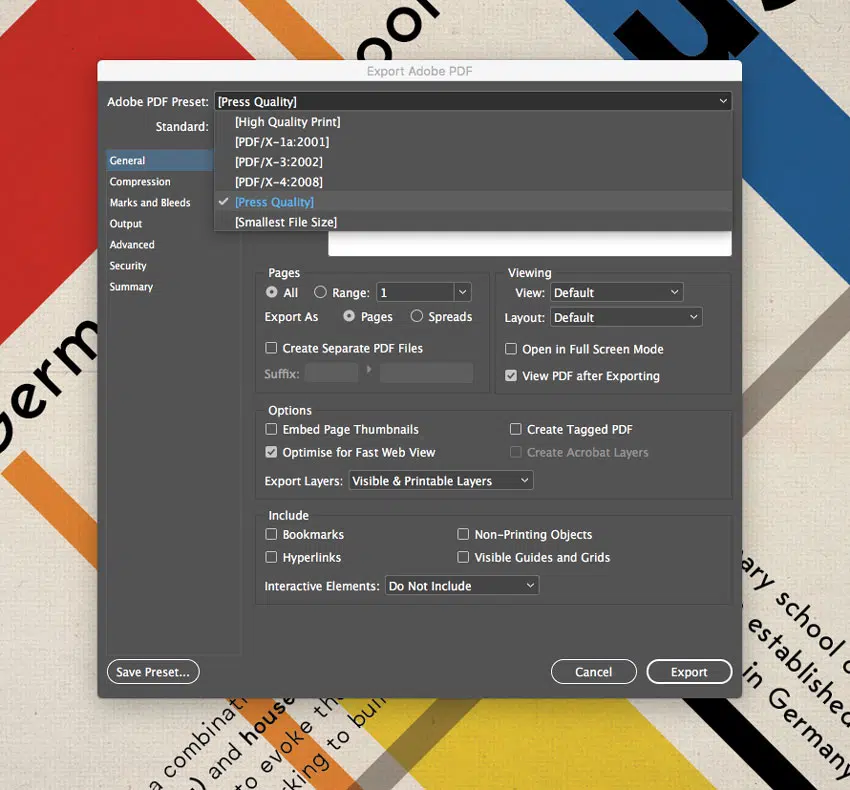 Export Adobe PDF
Adobe PDF Preset: [Press Quality]
Standard:
[High Quality Print]
[PDF/X-1a:2001]
[PDF/X-3:2002]
[PDF/X-4:2008]
[Press Quality]
[Smallest File Size]
General
Compression
Marks and Bleeds
Output
Advanced
Security
Summary
Pages
All Range: 1
Export As Pages Spreads
Create Separate PDF Files
Suffix:
Viewing
View: Default
Layout: Default
Open in Full Screen Mode
View PDF after Exporting
Options
Embed Page Thumbnails Create Tagged PDF
Optimise for Fast Web View Create Acrobat Layers
Export Layers: Visible & Printable Layers
Include
Bookmarks Non-Printing Objects
Hyperlinks Visible Guides and Grids
Interactive Elements: Do Not Include
Save Preset... Cancel Export
a combinati
) and house
to evoke th
king to bui
ary school
established
in Germany